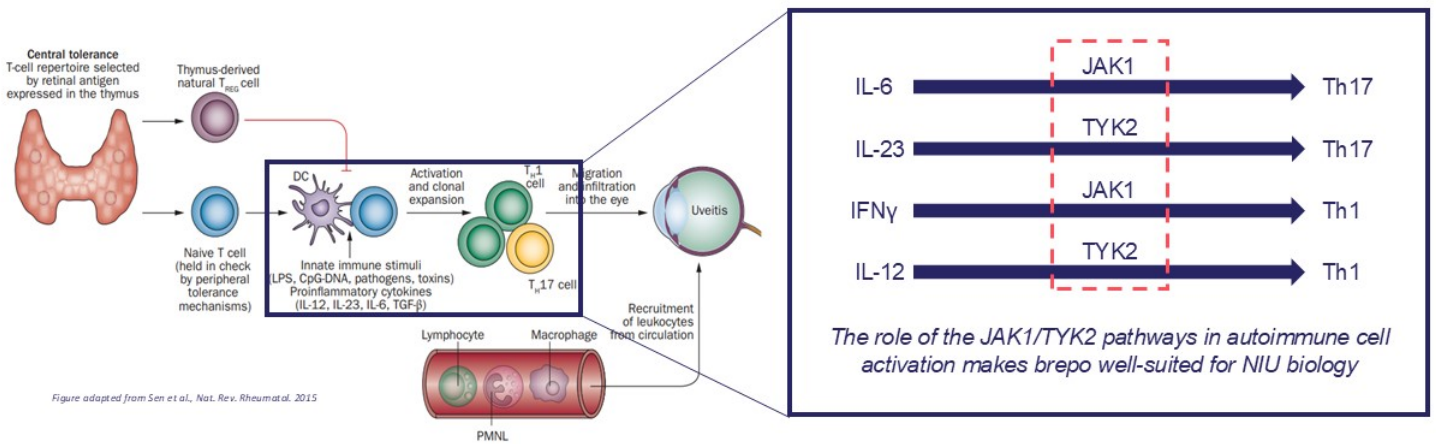 Central tolerance
T-cell repertoire selected
by retinal antigen
expressed in the thymus
Thymus-derived
natural T_REG cell
Naive T cell
(held in check
by peripheral
tolerance
mechanisms)
DC
Activation
and clonal
expansion
T_H1
cell
T_H17 cell
Innate immune stimuli
(LPS, CpG-DNA, pathogens, toxins)
Proinflammatory cytokines
(IL-12, IL-23, IL-6, TGF-β)
Migration
and infiltration
into the eye
Uveitis
Recruitment
of leukocytes
from circulation
Lymphocyte
Macrophage
PMNL
Figure adapted from Sen et al., Nat. Rev. Rheumatol. 2015
IL-6 JAK1 Th17
IL-23 TYK2 Th17
IFNγ JAK1 Th1
IL-12 TYK2 Th1
The role of the JAK1/TYK2 pathways in autoimmune cell
activation makes brepo well-suited for NIU biology